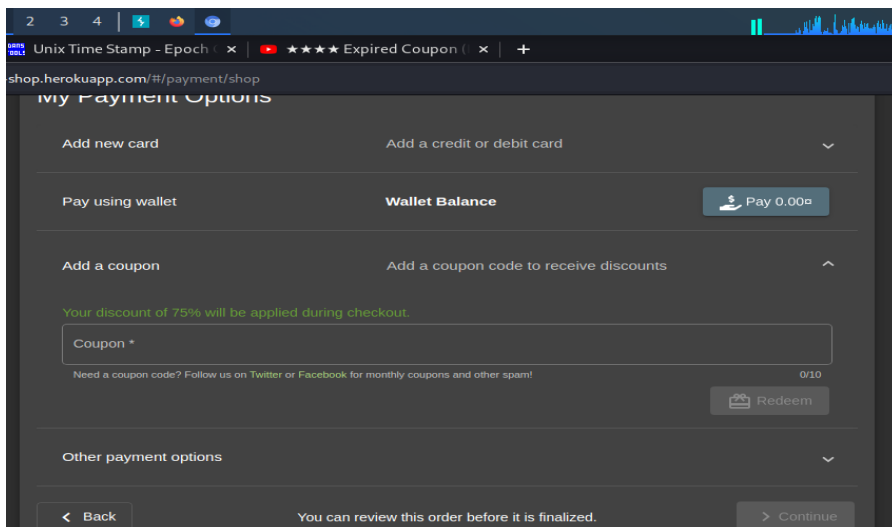 2 3 4
Unix Time Stamp - Epoch C × ★★★★ Expired Coupon ( × +
-shop.herokuapp.com/#/payment/shop
My Payment Options
Add new card Add a credit or debit card
Pay using wallet Wallet Balance Pay 0.00¤
Add a coupon Add a coupon code to receive discounts
Your discount of 75% will be applied during checkout.
Coupon *
Need a coupon code? Follow us on Twitter or Facebook for monthly coupons and other spam! 0/10
Redeem
Other payment options
Back You can review this order before it is finalized. Continue